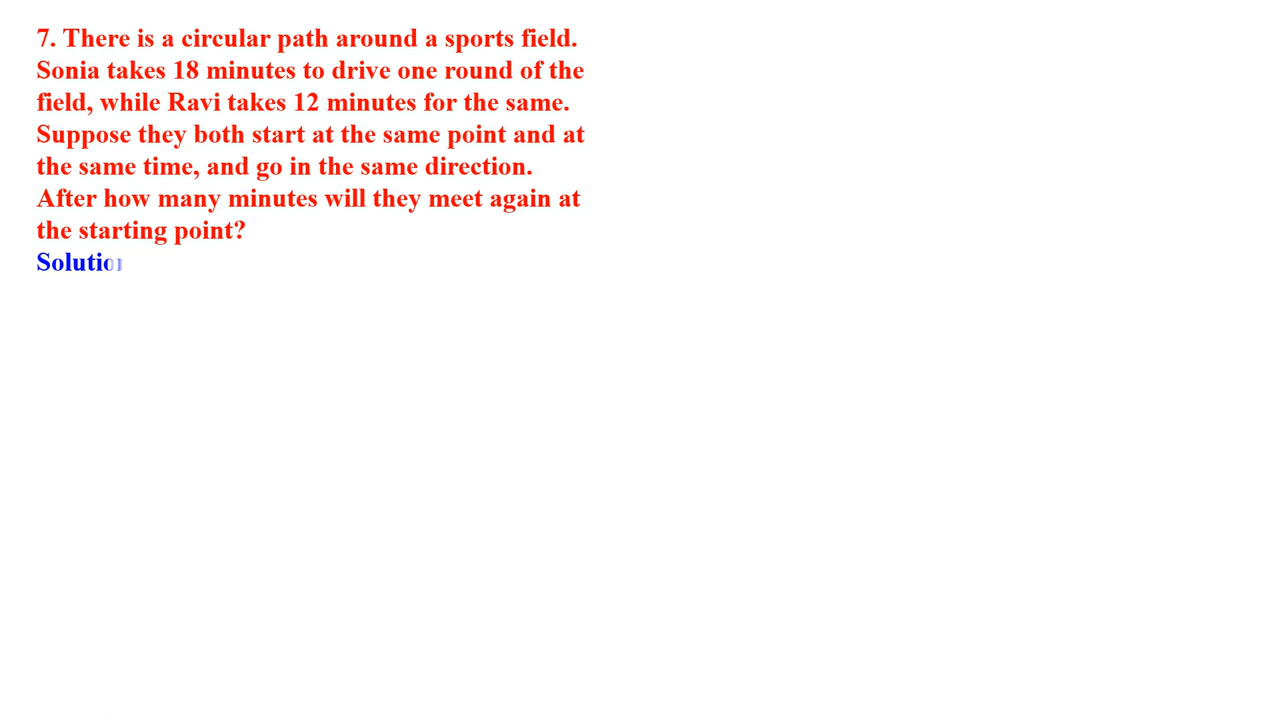 7. There is a circular path around a sports field.
Sonia takes 18 minutes to drive one round of the
field, while Ravi takes 12 minutes for the same.
Suppose they both start at the same point and at
the same time, and go in the same direction.
After how many minutes will they meet again at
the starting point?
Solution